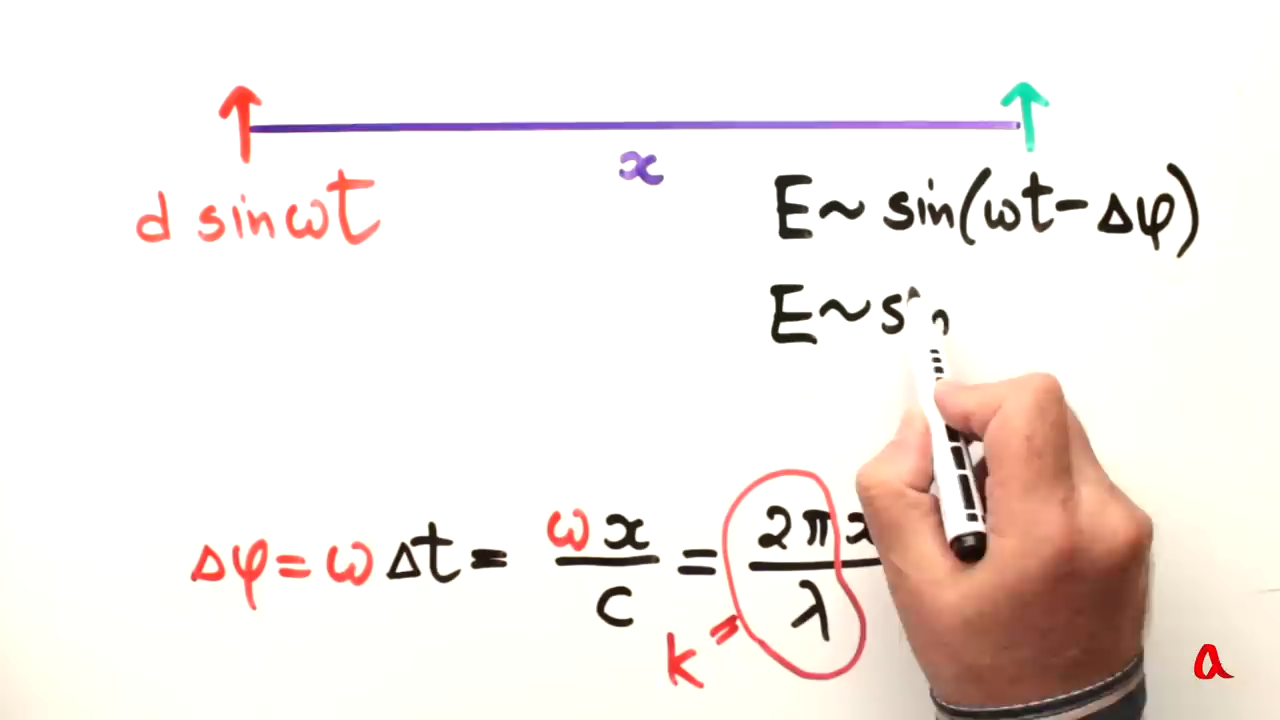 x
d sinωt
E~ sin(ωt-Δφ)
E~s
Δφ = ωΔt = ωx/c = 2πx/λ
k =
a